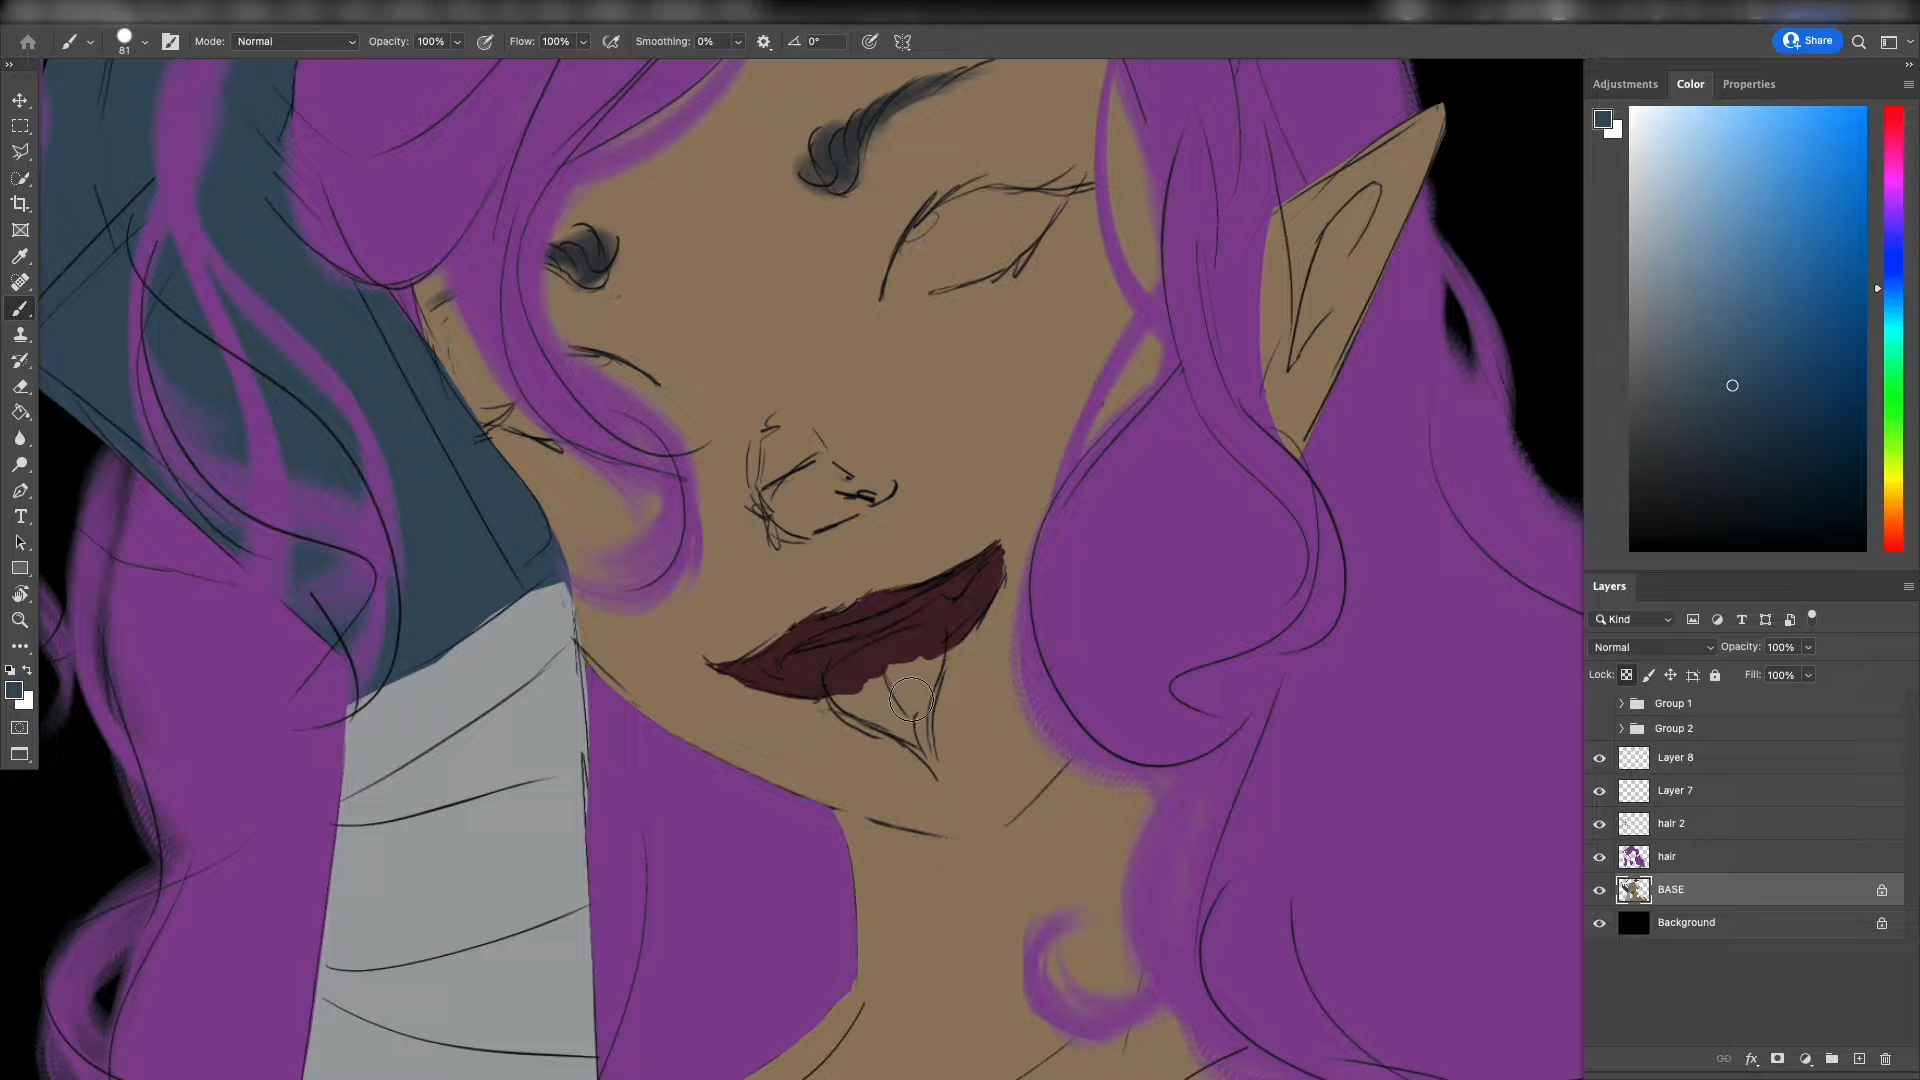 81
Mode: Normal
Opacity: 100%
Flow: 100%
Smoothing: 0%
0°
Share
Adjustments
Color
Properties
Layers
Kind
Normal
Opacity: 100%
Lock:
Fill: 100%
Group 1
Group 2
Layer 8
Layer 7
hair 2
hair
BASE
Background